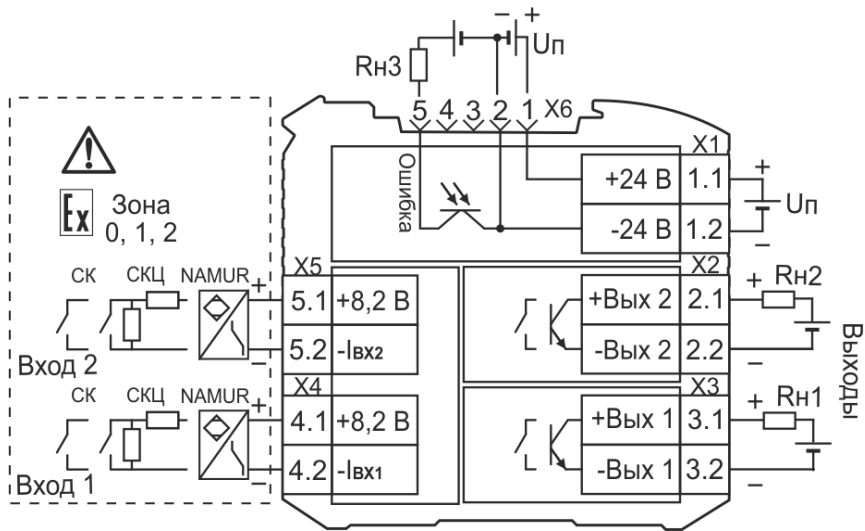 − +
Uп
Rн3
5 4 3 2 1 X6
Ошибка
X1
+24 В 1.1
-24 В 1.2
+
Uп
−
Ex
Зона
0, 1, 2
СК СКЦ NAMUR
+
X5
5.1 +8,2 В
5.2 -Iвх2
−
Вход 2
X2
+Вых 2 2.1
-Вых 2 2.2
+ Rн2
−
СК СКЦ NAMUR
+
X4
4.1 +8,2 В
4.2 -Iвх1
−
Вход 1
X3
+Вых 1 3.1
-Вых 1 3.2
+ Rн1
−
Выходы